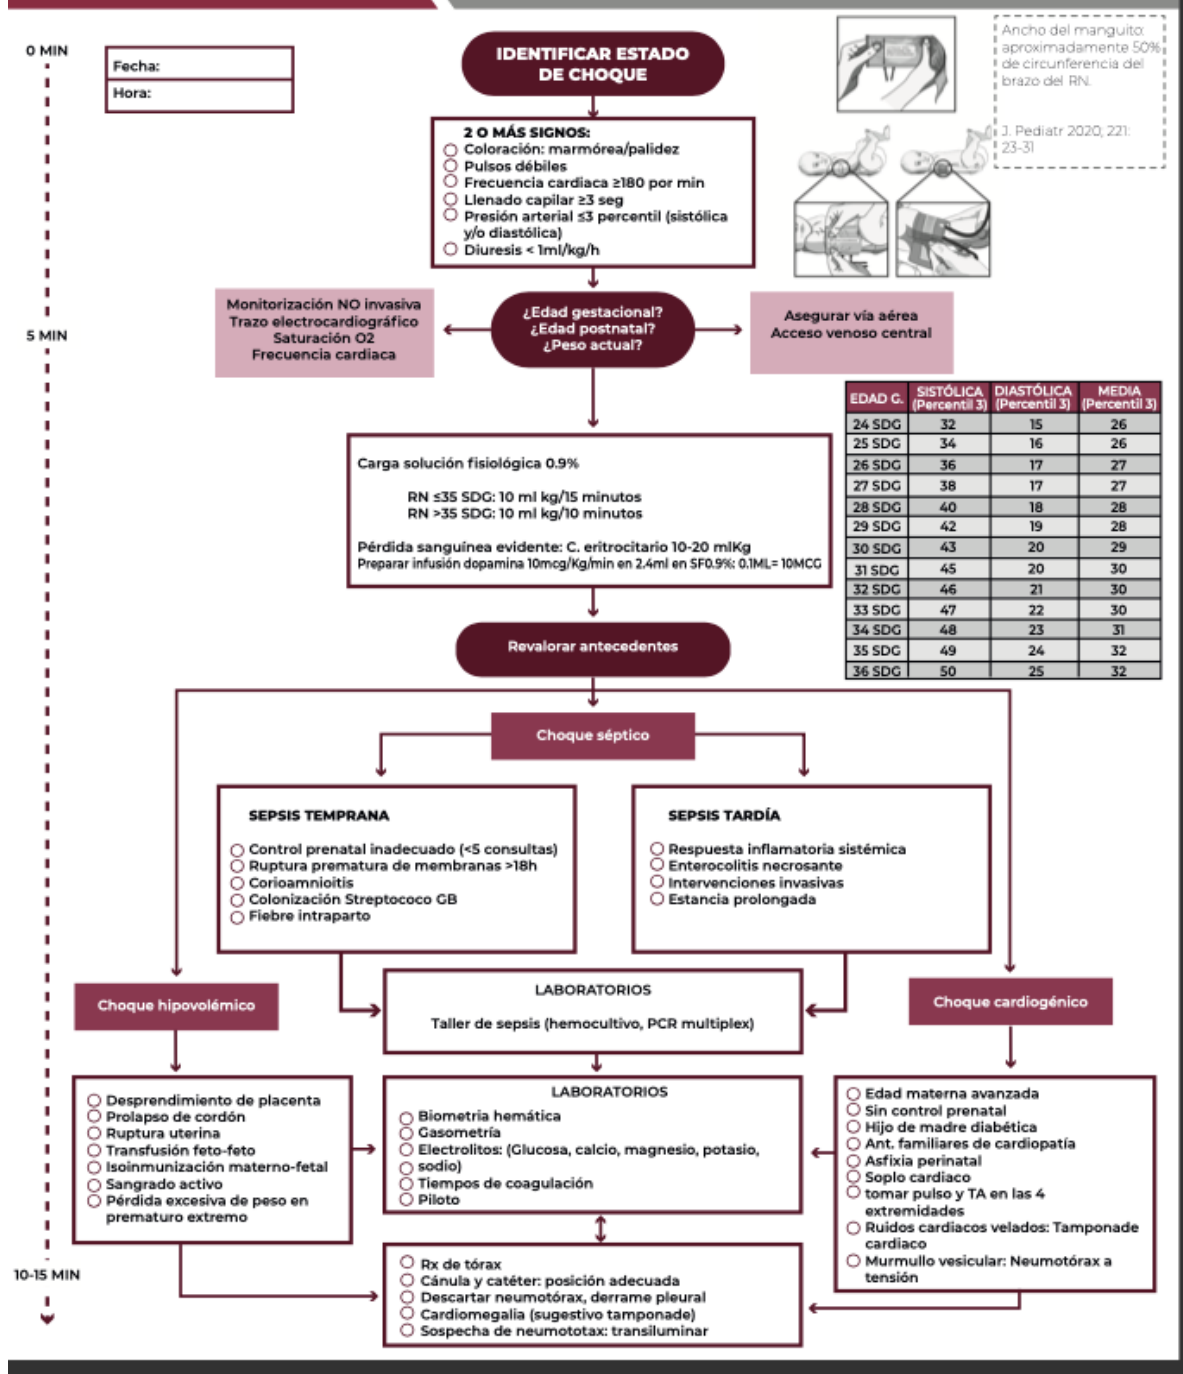 0 MIN
Fecha:
Hora:
IDENTIFICAR ESTADO
DE CHOQUE
Ancho del manguito:
aproximadamente 50%
de circunferencia del
brazo del RN.
J. Pediatr 2020; 221:
23-31
2 O MÁS SIGNOS:
Coloración: marmórea/palidez
Pulsos débiles
Frecuencia cardiaca ≥180 por min
Llenado capilar ≥3 seg
Presión arterial ≤3 percentil (sistólica
y/o diastólica)
Diuresis < 1ml/kg/h
5 MIN
Monitorización NO invasiva
Trazo electrocardiográfico
Saturación O2
Frecuencia cardiaca
¿Edad gestacional?
¿Edad postnatal?
¿Peso actual?
Asegurar vía aérea
Acceso venoso central
EDAD G. SISTÓLICA (Percentil 3) DIASTÓLICA (Percentil 3) MEDIA (Percentil 3)
24 SDG 32 15 26
25 SDG 34 16 26
26 SDG 36 17 27
27 SDG 38 17 27
28 SDG 40 18 28
29 SDG 42 19 28
30 SDG 43 20 29
31 SDG 45 20 30
32 SDG 46 21 30
33 SDG 47 22 30
34 SDG 48 23 31
35 SDG 49 24 32
36 SDG 50 25 32
Carga solución fisiológica 0.9%
RN ≤35 SDG: 10 ml kg/15 minutos
RN >35 SDG: 10 ml kg/10 minutos
Pérdida sanguínea evidente: C. eritrocitario 10-20 mlKg
Preparar infusión dopamina 10mcg/Kg/min en 2.4ml en SF0.9%: 0.1ML= 10MCG
Revalorar antecedentes
Choque séptico
SEPSIS TEMPRANA
Control prenatal inadecuado (<5 consultas)
Ruptura prematura de membranas >18h
Corioamnioitis
Colonización Streptococo GB
Fiebre intraparto
SEPSIS TARDÍA
Respuesta inflamatoria sistémica
Enterocolitis necrosante
Intervenciones invasivas
Estancia prolongada
Choque hipovolémico
LABORATORIOS
Taller de sepsis (hemocultivo, PCR multiplex)
Choque cardiogénico
Desprendimiento de placenta
Prolapso de cordón
Ruptura uterina
Transfusión feto-feto
Isoinmunización materno-fetal
Sangrado activo
Pérdida excesiva de peso en
prematuro extremo
LABORATORIOS
Biometria hemática
Gasometría
Electrolitos: (Glucosa, calcio, magnesio, potasio,
sodio)
Tiempos de coagulación
Piloto
Edad materna avanzada
Sin control prenatal
Hijo de madre diabética
Ant. familiares de cardiopatía
Asfixia perinatal
Soplo cardiaco
tomar pulso y TA en las 4
extremidades
Ruidos cardiacos velados: Tamponade
cardiaco
Murmullo vesicular: Neumotórax a
tensión
10-15 MIN
Rx de tórax
Cánula y catéter: posición adecuada
Descartar neumotórax, derrame pleural
Cardiomegalia (sugestivo tamponade)
Sospecha de neumototax: transiluminar